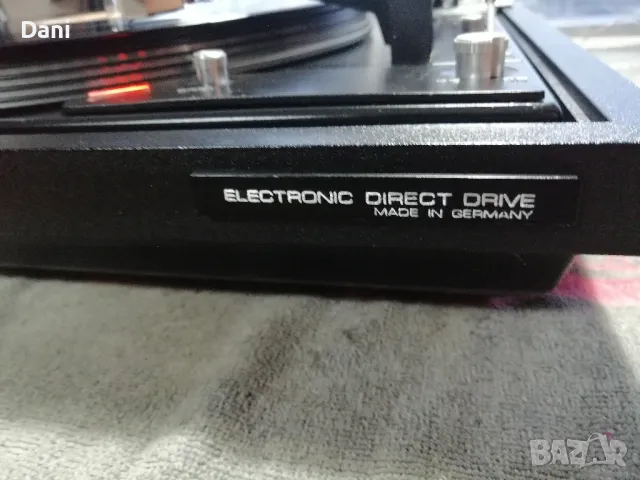 Dani
ELECTRONIC DIRECT DRIVE
MADE IN GERMANY
BAZAR